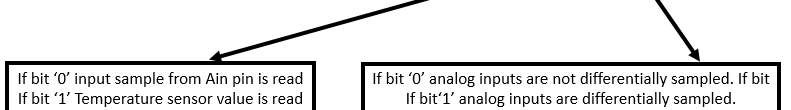 If bit ‘0’ input sample from Ain pin is read
If bit ‘1’ Temperature sensor value is read
If bit ‘0’ analog inputs are not differentially sampled. If bit
If bit‘1’ analog inputs are differentially sampled.